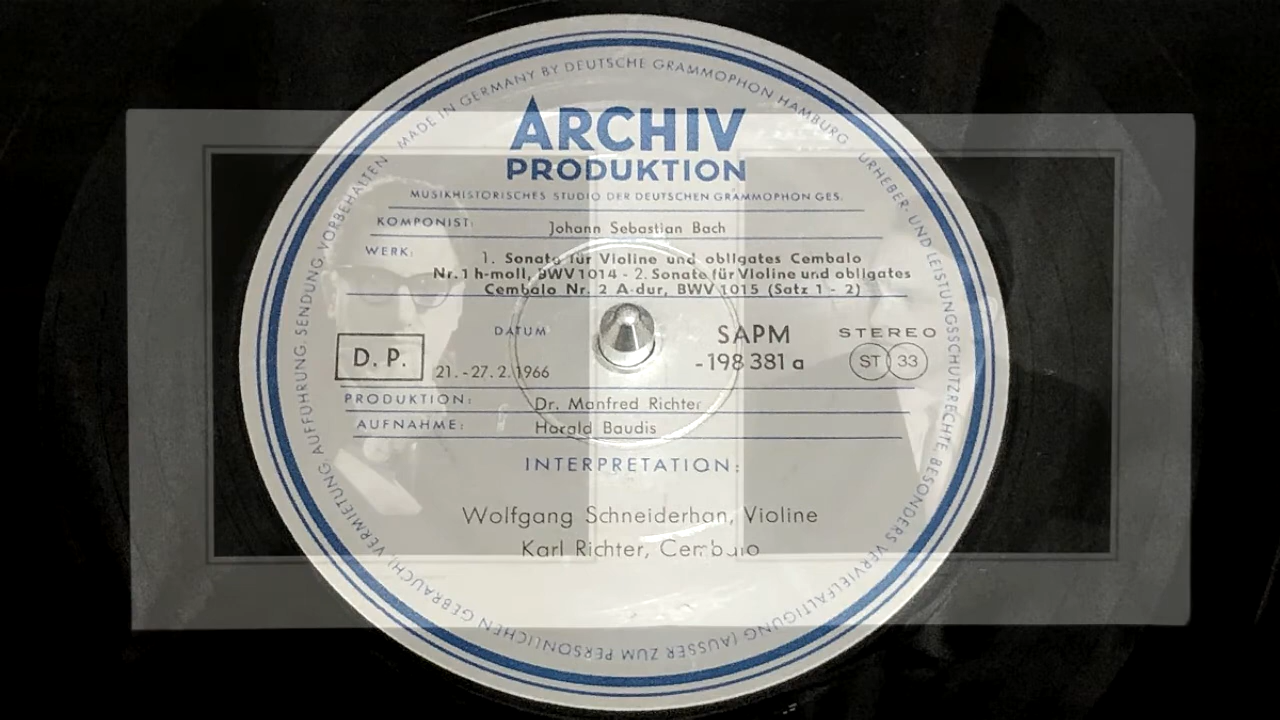 MADE IN GERMANY BY DEUTSCHE GRAMMOPHON HAMBURG
URHEBER- UND LEISTUNGSSCHUTZRECHTE, BESONDERS VERVIELFÄLTIGUNG (AUSSER ZUM PERSÖNLICHEN GEBRAUCH), VERMIETUNG, AUFFÜHRUNG, SENDUNG, VORBEHALTEN
ARCHIV
PRODUKTION
MUSIKHISTORISCHES STUDIO DER DEUTSCHEN GRAMMOPHON GES.
KOMPONIST: Johann Sebastian Bach
WERK: 1. Sonate für Violine und obligates Cembalo
Nr. 1 h-moll, BWV 1014 - 2. Sonate für Violine und obligates
Cembalo Nr. 2 A-dur, BWV 1015 (Satz 1 - 2)
DATUM SAPM STEREO
D. P. 21. - 27. 2. 1966 -198 381 a ST 33
PRODUKTION: Dr. Manfred Richter
AUFNAHME: Harald Baudis
INTERPRETATION:
Wolfgang Schneiderhan, Violine
Karl Richter, Cembalo